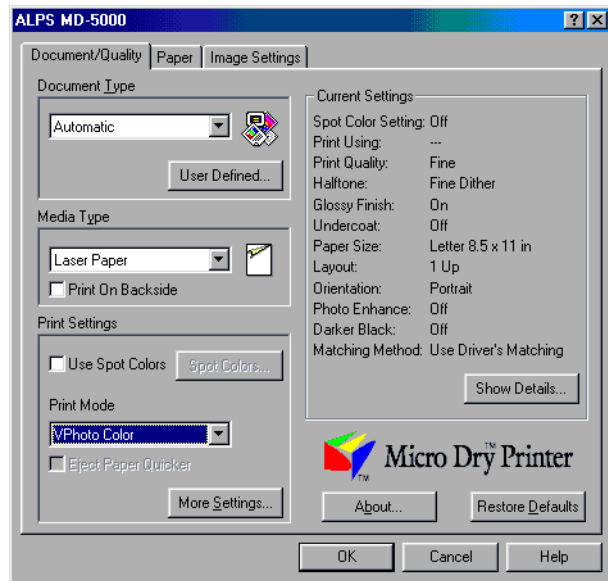 ALPS MD-5000
Document/Quality Paper Image Settings
Document Type
Automatic
User Defined...
Media Type
Laser Paper
Print On Backside
Print Settings
Use Spot Colors Spot Colors...
Print Mode
VPhoto Color
Eject Paper Quicker
More Settings...
Current Settings
Spot Color Setting: Off
Print Using: ---
Print Quality: Fine
Halftone: Fine Dither
Glossy Finish: On
Undercoat: Off
Paper Size: Letter 8.5 x 11 in
Layout: 1 Up
Orientation: Portrait
Photo Enhance: Off
Darker Black: Off
Matching Method: Use Driver's Matching
Show Details...
TM Micro Dry™ Printer
About... Restore Defaults
OK Cancel Help